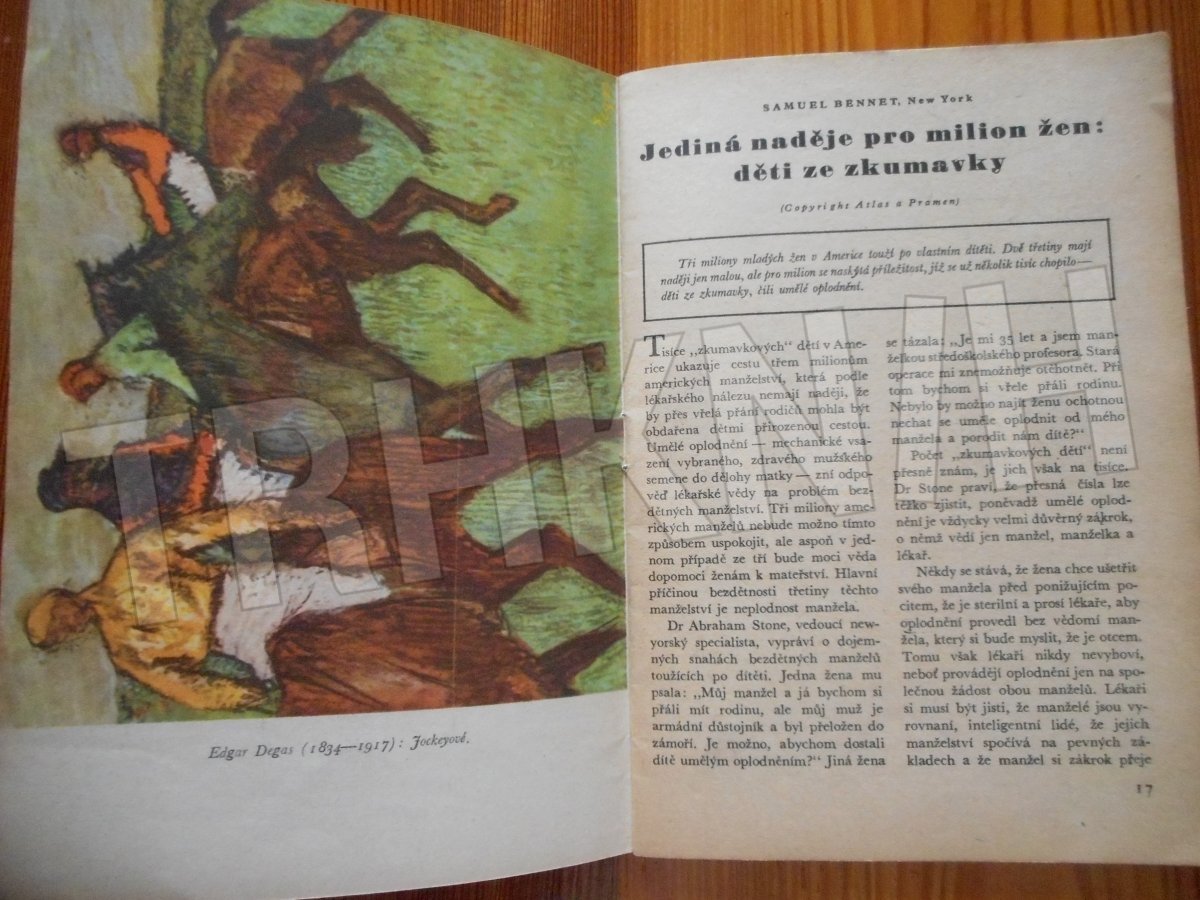 Edgar Degas (1834—1917): Jockeyové.
SAMUEL BENNET, New York
Jediná naděje pro milion žen:
děti ze zkumavky
(Copyright Atlas a Pramen)
Tři miliony mladých žen v Americe touží po vlastním dítěti. Dvě třetiny mají
naději jen malou, ale pro milion se naskýtá příležitost, jíž se už několik tisíc chopilo—
děti ze zkumavky, čili umělé oplodnění.
Tisíce „zkumavkových“ dětí v Ame-
rice ukazuje cestu třem milionům
amerických manželství, která podle
lékařského nálezu nemají naději, že
by přes vřelá přání rodičů mohla být
obdařena dětmi přirozenou cestou.
Umělé oplodnění — mechanické vsa-
zení vybraného, zdravého mužského
semene do dělohy matky — zní odpo-
věď lékařské vědy na problém bez-
dětných manželství. Tři miliony ame-
rických manželů nebude možno tímto
způsobem uspokojit, ale aspoň v jed-
nom případě ze tří bude moci věda
dopomoci ženám k mateřství. Hlavní
příčinou bezdětnosti třetiny těchto
manželství je neplodnost manžela.
Dr Abraham Stone, vedoucí new-
yorský specialista, vypráví o dojem-
ných snahách bezdětných manželů
toužících po dítěti. Jedna žena mu
psala: „Můj manžel a já bychom si
přáli mít rodinu, ale můj muž je
armádní důstojník a byl přeložen do
zámoří. Je možno, abychom dostali
dítě umělým oplodněním?“ Jiná žena
se tázala: „Je mi 35 let a jsem man-
želkou středoškolského profesora. Stará
operace mi znemožňuje otěhotnět. Při
tom bychom si vřele přáli rodinu.
Nebylo by možno najít ženu ochotnou
nechat se uměle oplodnit od mého
manžela a porodit nám dítě?“
Počet „zkumavkových dětí“ není
přesně znám, je jich však na tisíce.
Dr Stone praví, že přesná čísla lze
těžko zjistit, poněvadž umělé oplod-
nění je vždycky velmi důvěrný zákrok,
o němž vědí jen manžel, manželka a
lékař.
Někdy se stává, že žena chce ušetřit
svého manžela před ponižujícím po-
citem, že je sterilní a prosí lékaře, aby
oplodnění provedl bez vědomí man-
žela, který si bude myslit, že je otcem.
Tomu však lékaři nikdy nevyhoví,
neboť provádějí oplodnění jen na spo-
lečnou žádost obou manželů. Lékaři
si musí být jisti, že manželé jsou vy-
rovnaní, inteligentní lidé, že jejich
manželství spočívá na pevných zá-
kladech a že manžel si zákrok přeje
17
TRHKNI.U